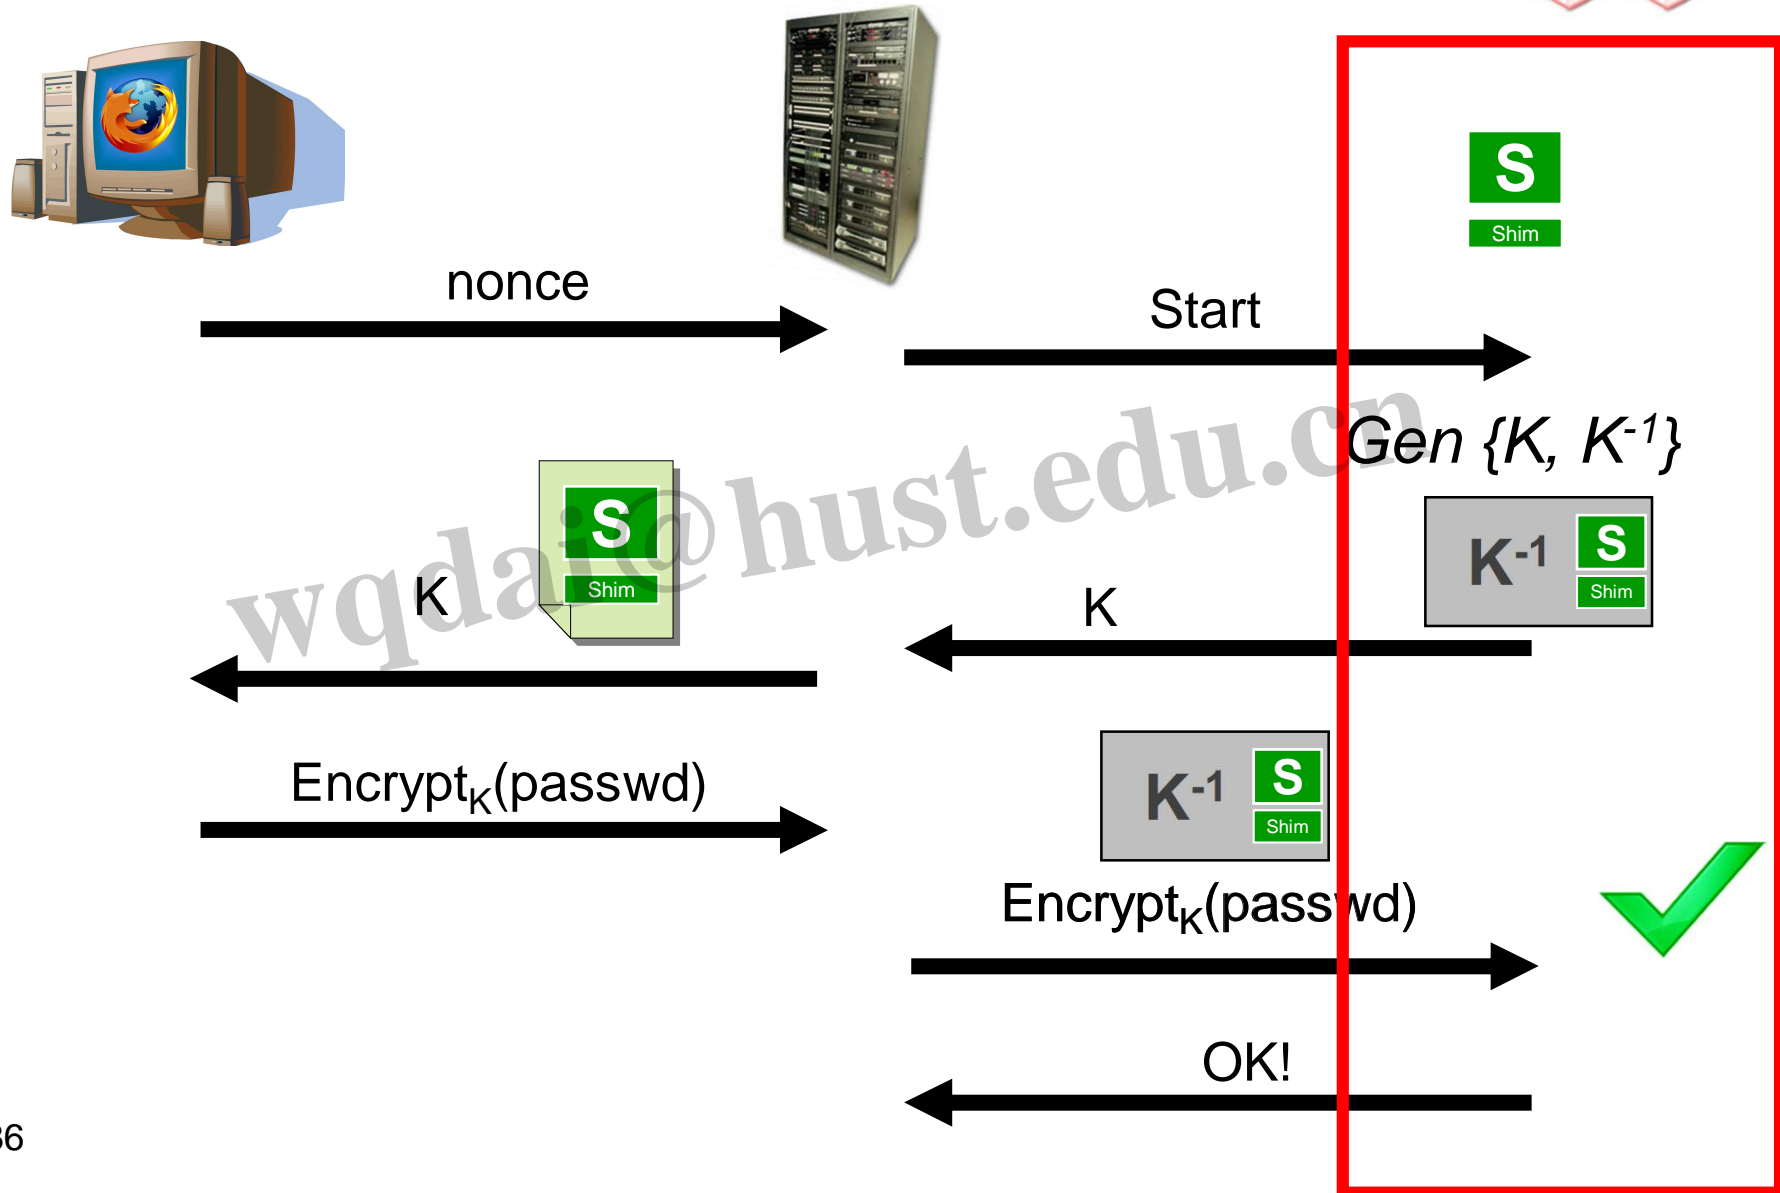 S
Shim
nonce
Start
Gen {K, K⁻¹}
wqdai@hust.edu.cn
S
Shim
K
K⁻¹
S
Shim
K
Encryptₖ(passwd)
K⁻¹
S
Shim
Encryptₖ(passwd)
OK!
36